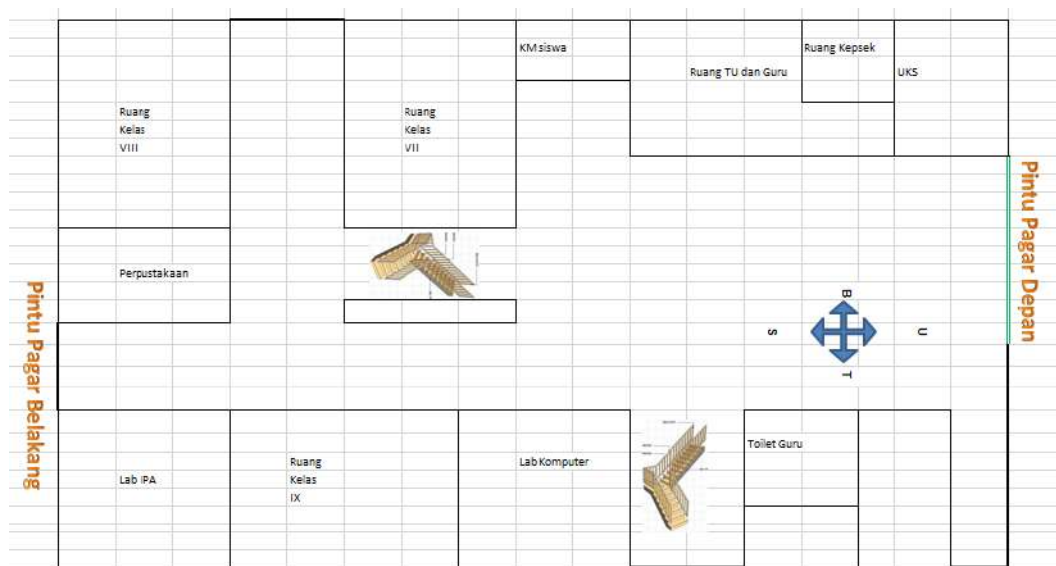 KM siswa
Ruang Kepsek
Ruang TU dan Guru
UKS
Ruang
Kelas
VIII
Ruang
Kelas
VII
Pintu Pagar Depan
Perpustakaan
Pintu Pagar Belakang
B
S
U
T
Toilet Guru
Lab IPA
Ruang
Kelas
IX
Lab Komputer